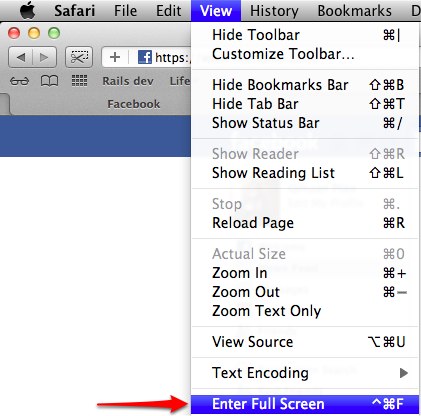 Safari File Edit View History Bookmarks D
https:
Rails dev Life
Facebook
Hide Toolbar ⌘|
Customize Toolbar...
Hide Bookmarks Bar ⇧⌘B
Hide Tab Bar ⇧⌘T
Show Status Bar ⌘/
Show Reader ⇧⌘R
Show Reading List ⇧⌘L
Stop ⌘.
Reload Page ⌘R
Actual Size ⌘0
Zoom In ⌘+
Zoom Out ⌘−
Zoom Text Only
View Source ⌥⌘U
Text Encoding
Enter Full Screen ^⌘F